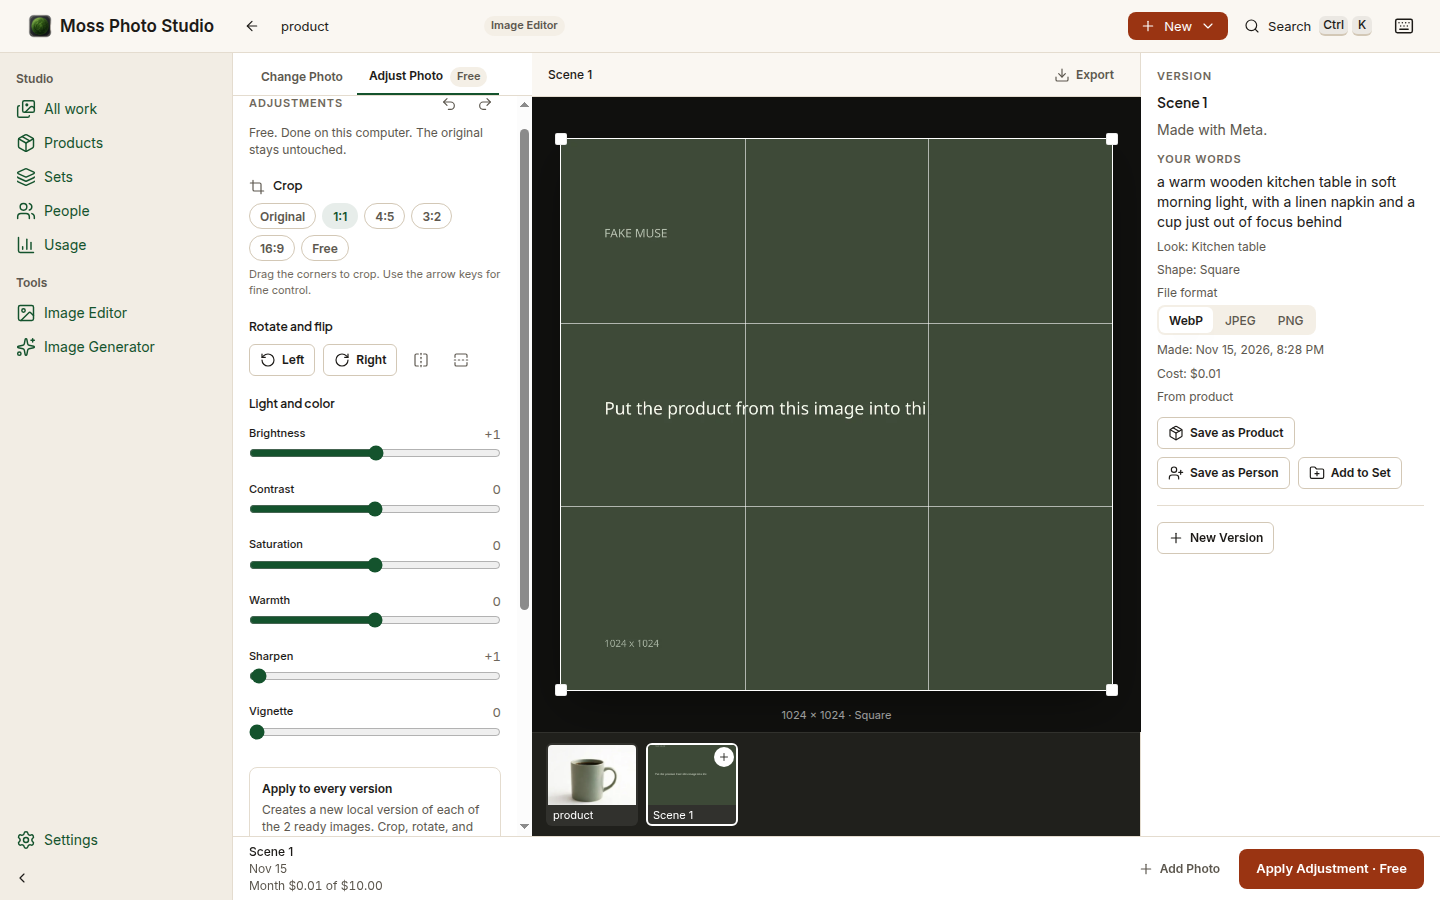 Moss Photo Studio
product
Image Editor
New
Search
Ctrl
K
Studio
All work
Products
Sets
People
Usage
Tools
Image Editor
Image Generator
Settings
Change Photo
Adjust Photo
Free
ADJUSTMENTS
Free. Done on this computer. The original
stays untouched.
Crop
Original
1:1
4:5
3:2
16:9
Free
Drag the corners to crop. Use the arrow keys for
fine control.
Rotate and flip
Left
Right
Light and color
Brightness
+1
Contrast
0
Saturation
0
Warmth
0
Sharpen
+1
Vignette
0
Apply to every version
Creates a new local version of each of
the 2 ready images. Crop, rotate, and
Scene 1
Export
FAKE MUSE
Put the product from this image into thi
1024 x 1024
1024 × 1024 · Square
product
Scene 1
VERSION
Scene 1
Made with Meta.
YOUR WORDS
a warm wooden kitchen table in soft
morning light, with a linen napkin and a
cup just out of focus behind
Look: Kitchen table
Shape: Square
File format
WebP
JPEG
PNG
Made: Nov 15, 2026, 8:28 PM
Cost: $0.01
From product
Save as Product
Save as Person
Add to Set
New Version
Scene 1
Nov 15
Month $0.01 of $10.00
Add Photo
Apply Adjustment · Free